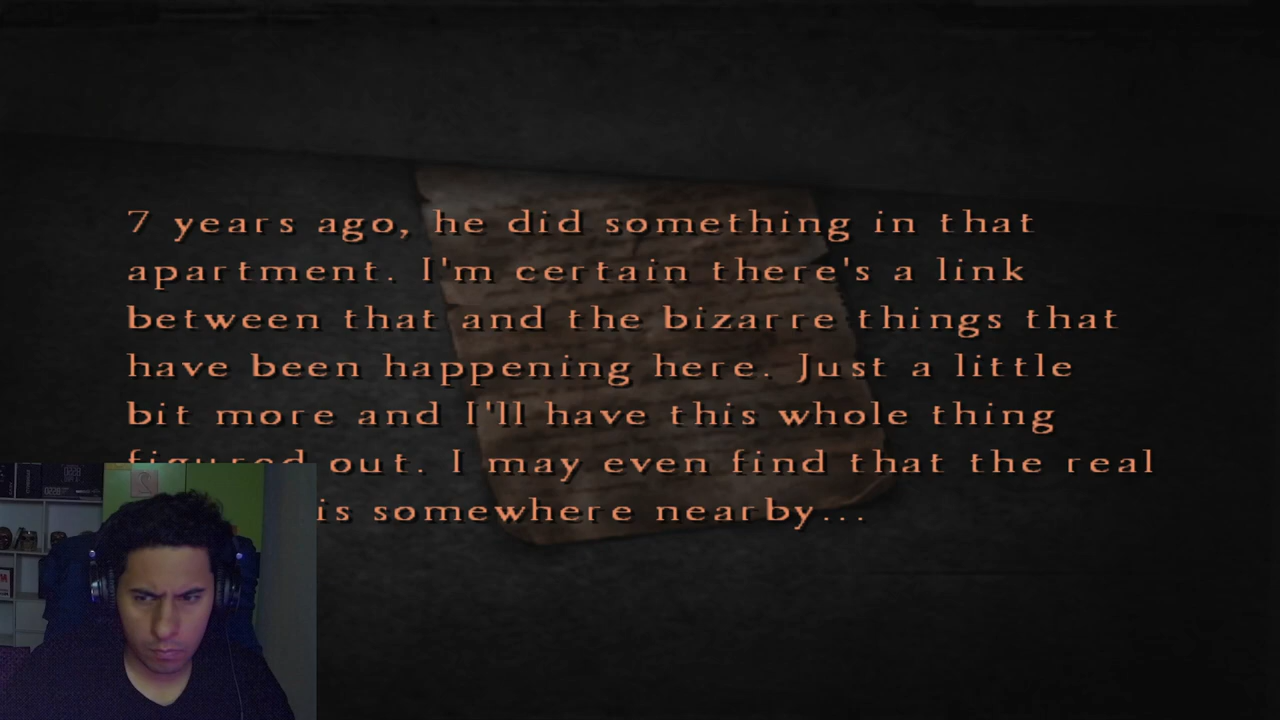 7 years ago, he did something in that
apartment. I'm certain there's a link
between that and the bizarre things that
have been happening here. Just a little
bit more and I'll have this whole thing
figured out. I may even find that the real
is somewhere nearby...